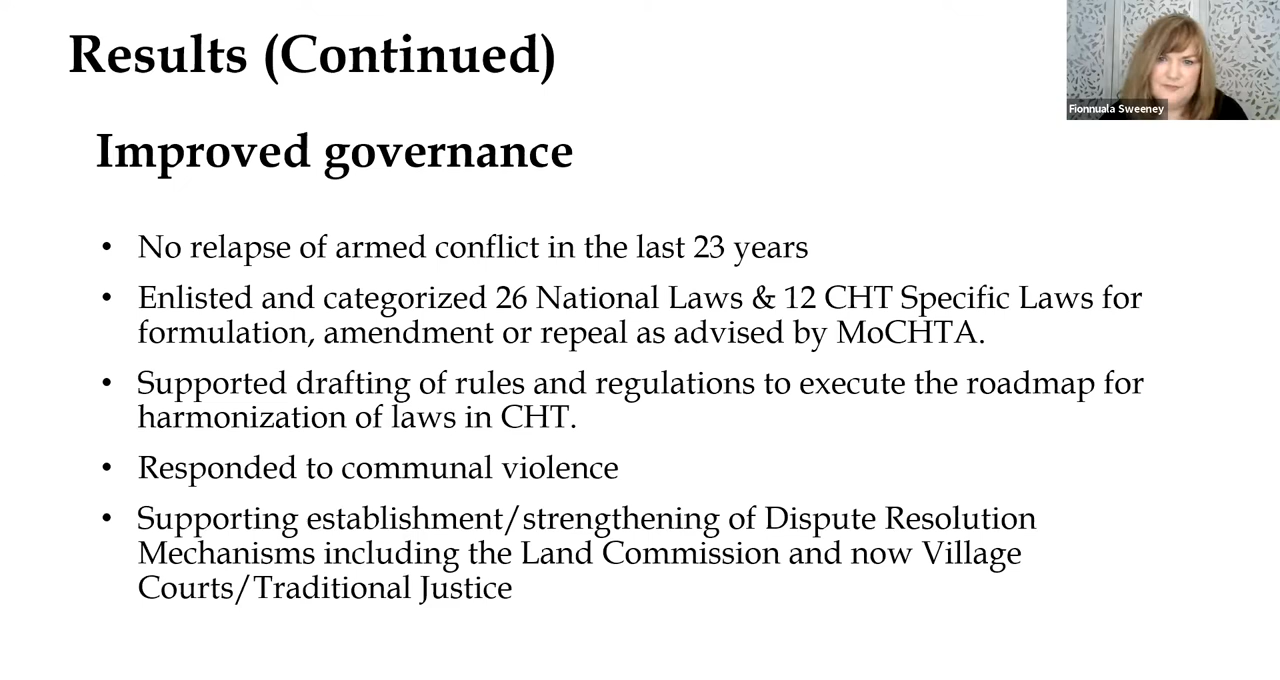 Results (Continued)
Fionnuala Sweeney
Improved governance
• No relapse of armed conflict in the last 23 years
• Enlisted and categorized 26 National Laws & 12 CHT Specific Laws for
formulation, amendment or repeal as advised by MoCHTA.
• Supported drafting of rules and regulations to execute the roadmap for
harmonization of laws in CHT.
• Responded to communal violence
• Supporting establishment/strengthening of Dispute Resolution
Mechanisms including the Land Commission and now Village
Courts/Traditional Justice